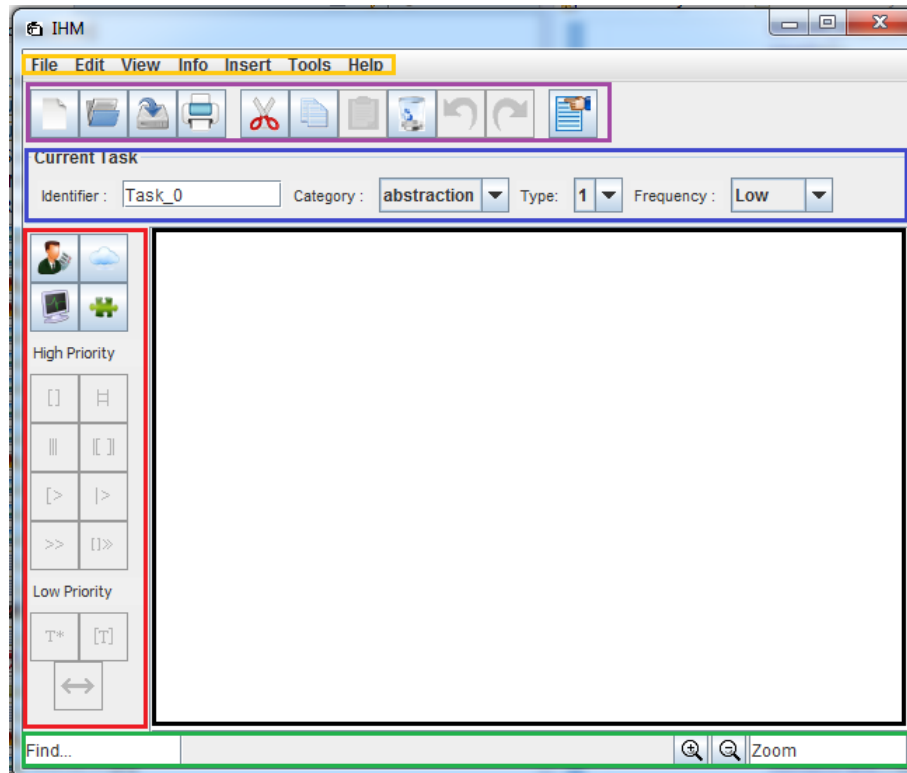 IHM
File Edit View Info Insert Tools Help
Current Task
Identifier : Task_0 Category : abstraction Type: 1 Frequency : Low
High Priority
[] |=|
||| |[ ]|
[> |>
>> []>>
Low Priority
T* [T]
Find... Zoom